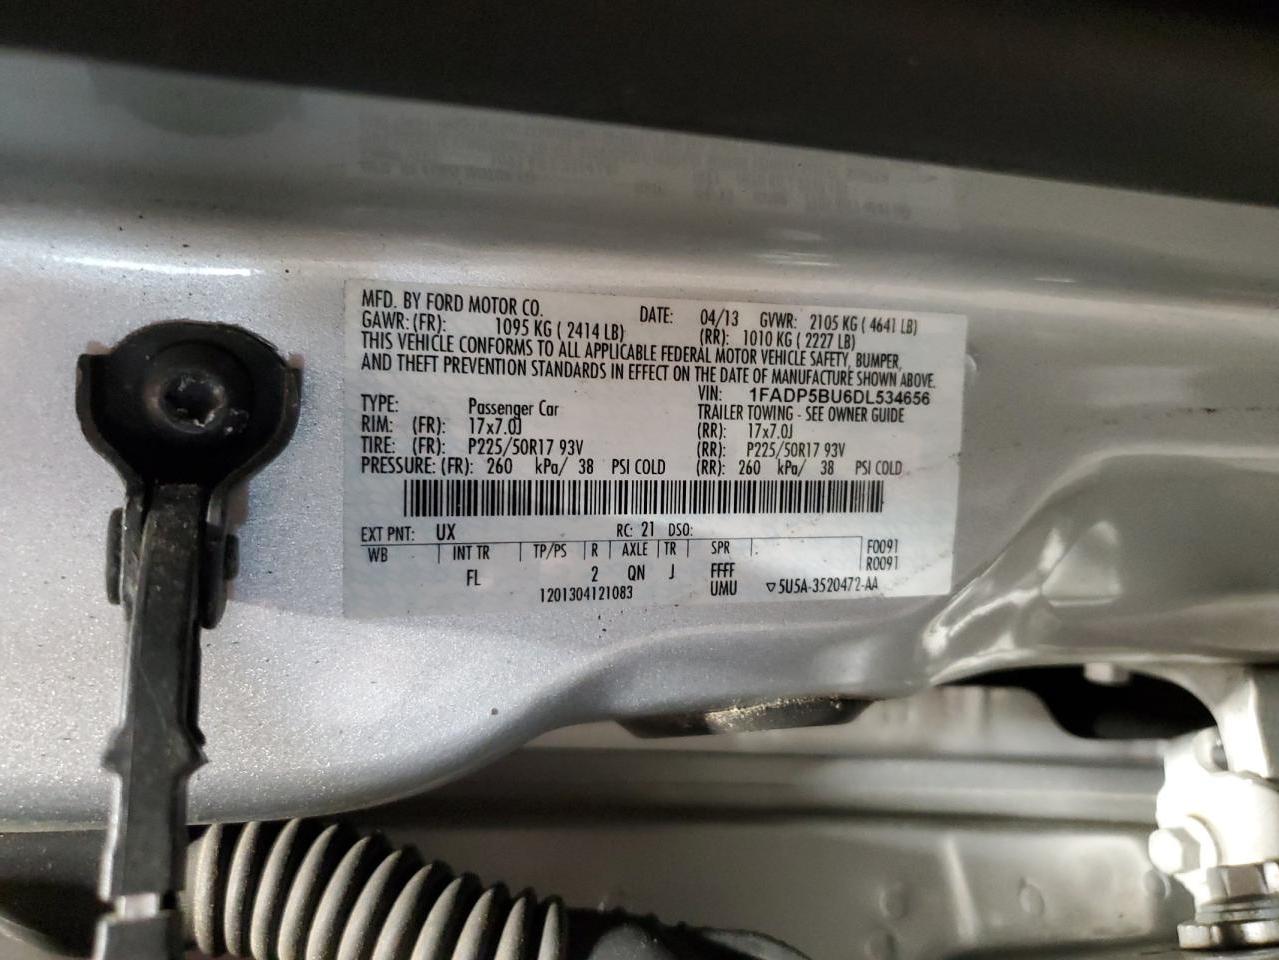 MFD. BY FORD MOTOR CO. DATE: 04/13 GVWR: 2105 KG ( 4641 LB)
GAWR: (FR): 1095 KG ( 2414 LB) (RR): 1010 KG ( 2227 LB)
THIS VEHICLE CONFORMS TO ALL APPLICABLE FEDERAL MOTOR VEHICLE SAFETY, BUMPER,
AND THEFT PREVENTION STANDARDS IN EFFECT ON THE DATE OF MANUFACTURE SHOWN ABOVE.
VIN: 1FADP5BU6DL534656
TYPE: Passenger Car TRAILER TOWING - SEE OWNER GUIDE
RIM: (FR): 17x7.0J (RR): 17x7.0J
TIRE: (FR): P225/50R17 93V (RR): P225/50R17 93V
PRESSURE: (FR): 260 kPa/ 38 PSI COLD (RR): 260 kPa/ 38 PSI COLD
EXT PNT: UX RC: 21 DSO:
WB INT TR TP/PS R AXLE TR SPR F0091
R0091
FL 2 QN J FFFF
1201304121083 UMU ▽5U5A-3520472-AA